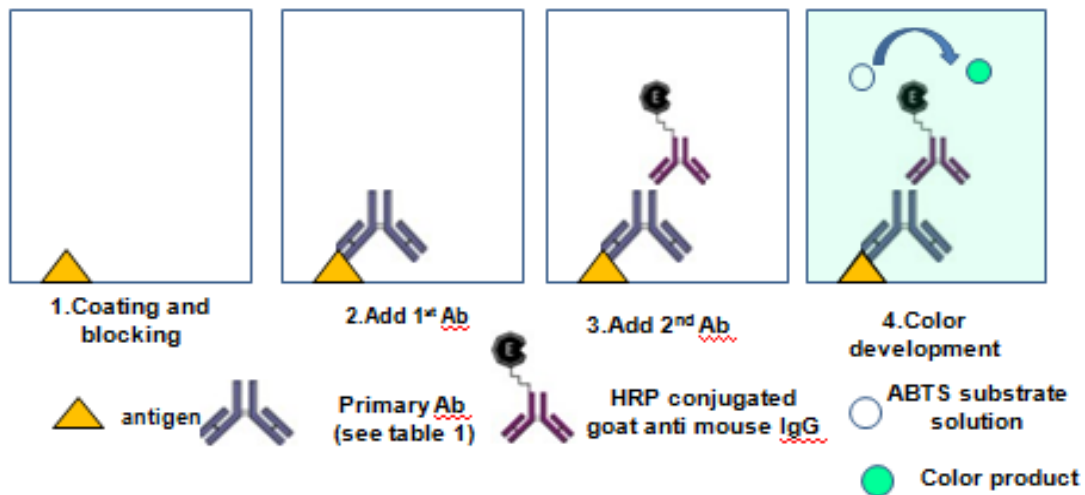 1.Coating and
blocking
2.Add 1st Ab
3.Add 2nd Ab
4.Color
development
antigen
Primary Ab
(see table 1)
E
HRP conjugated
goat anti mouse IgG
ABTS substrate
solution
Color product
E
E